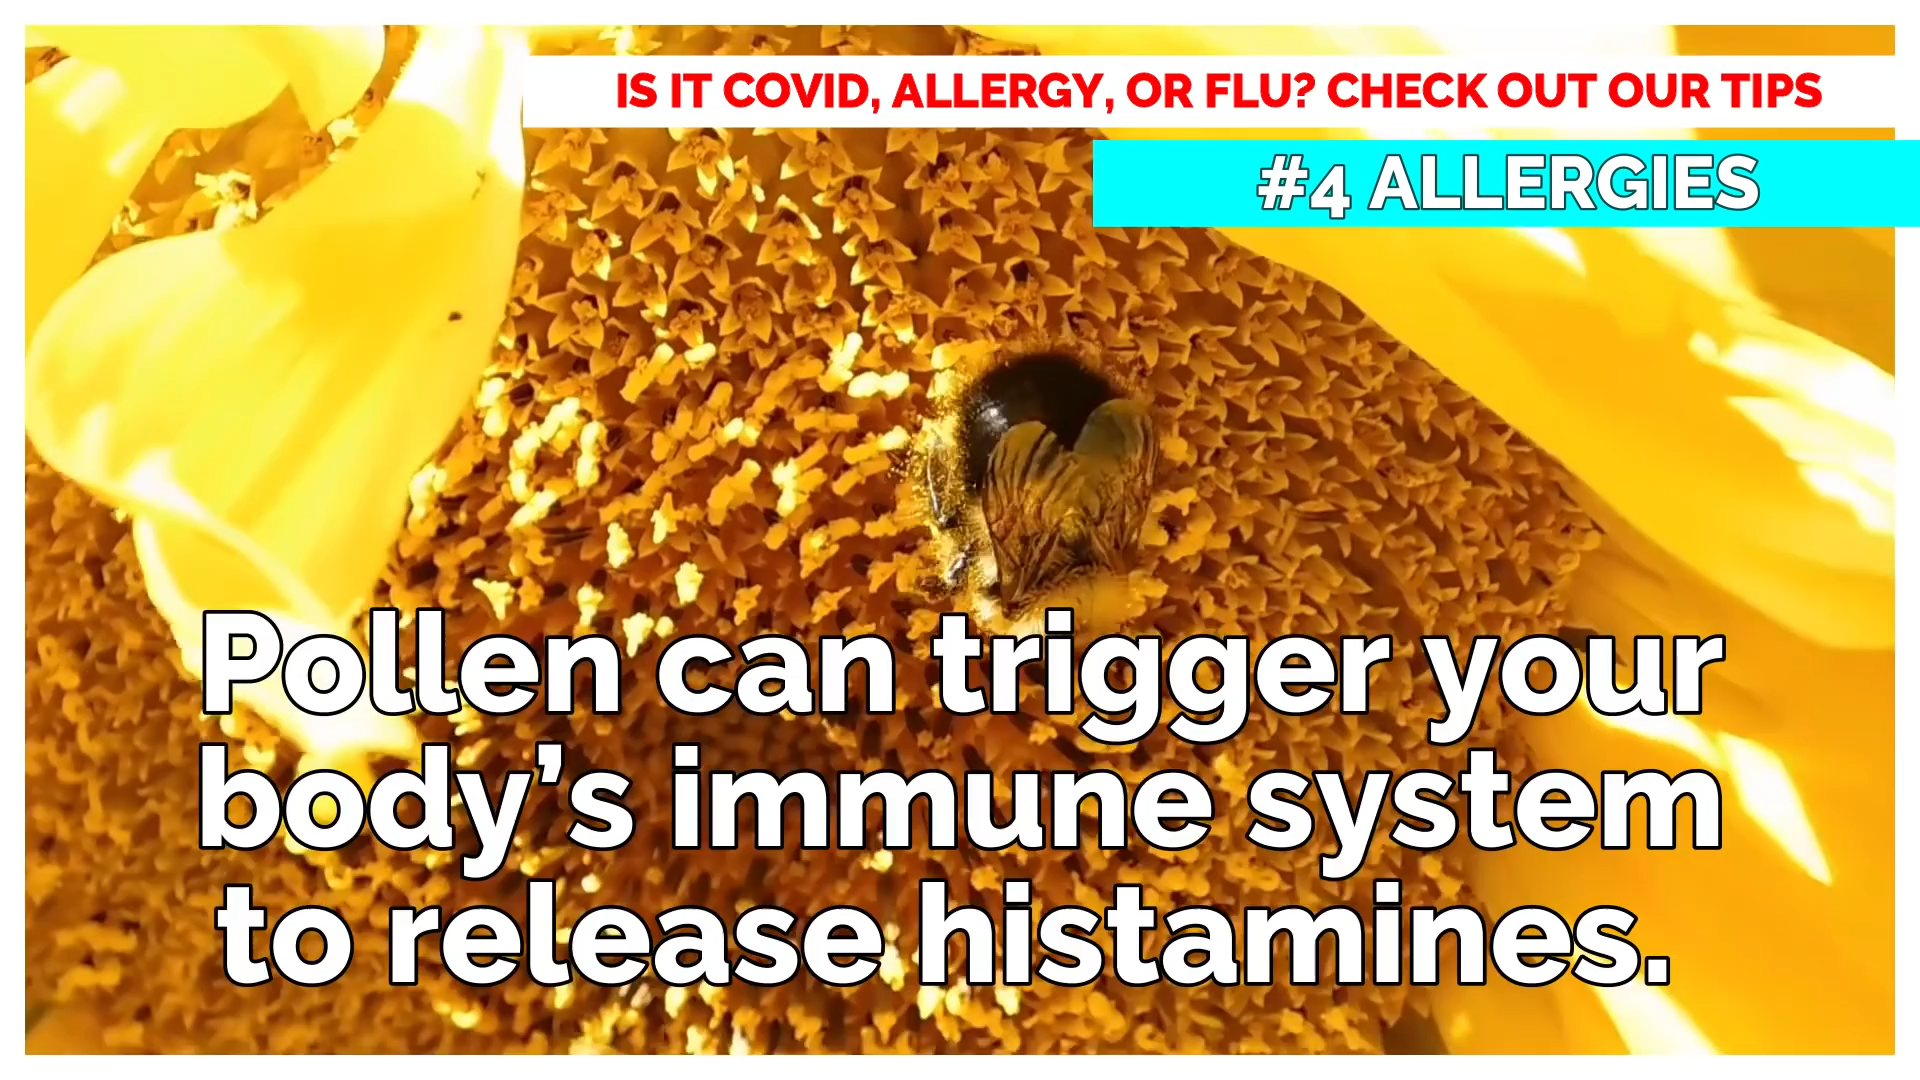 IS IT COVID, ALLERGY, OR FLU? CHECK OUT OUR TIPS
#4 ALLERGIES
Pollen can trigger your
body’s immune system
to release histamines.